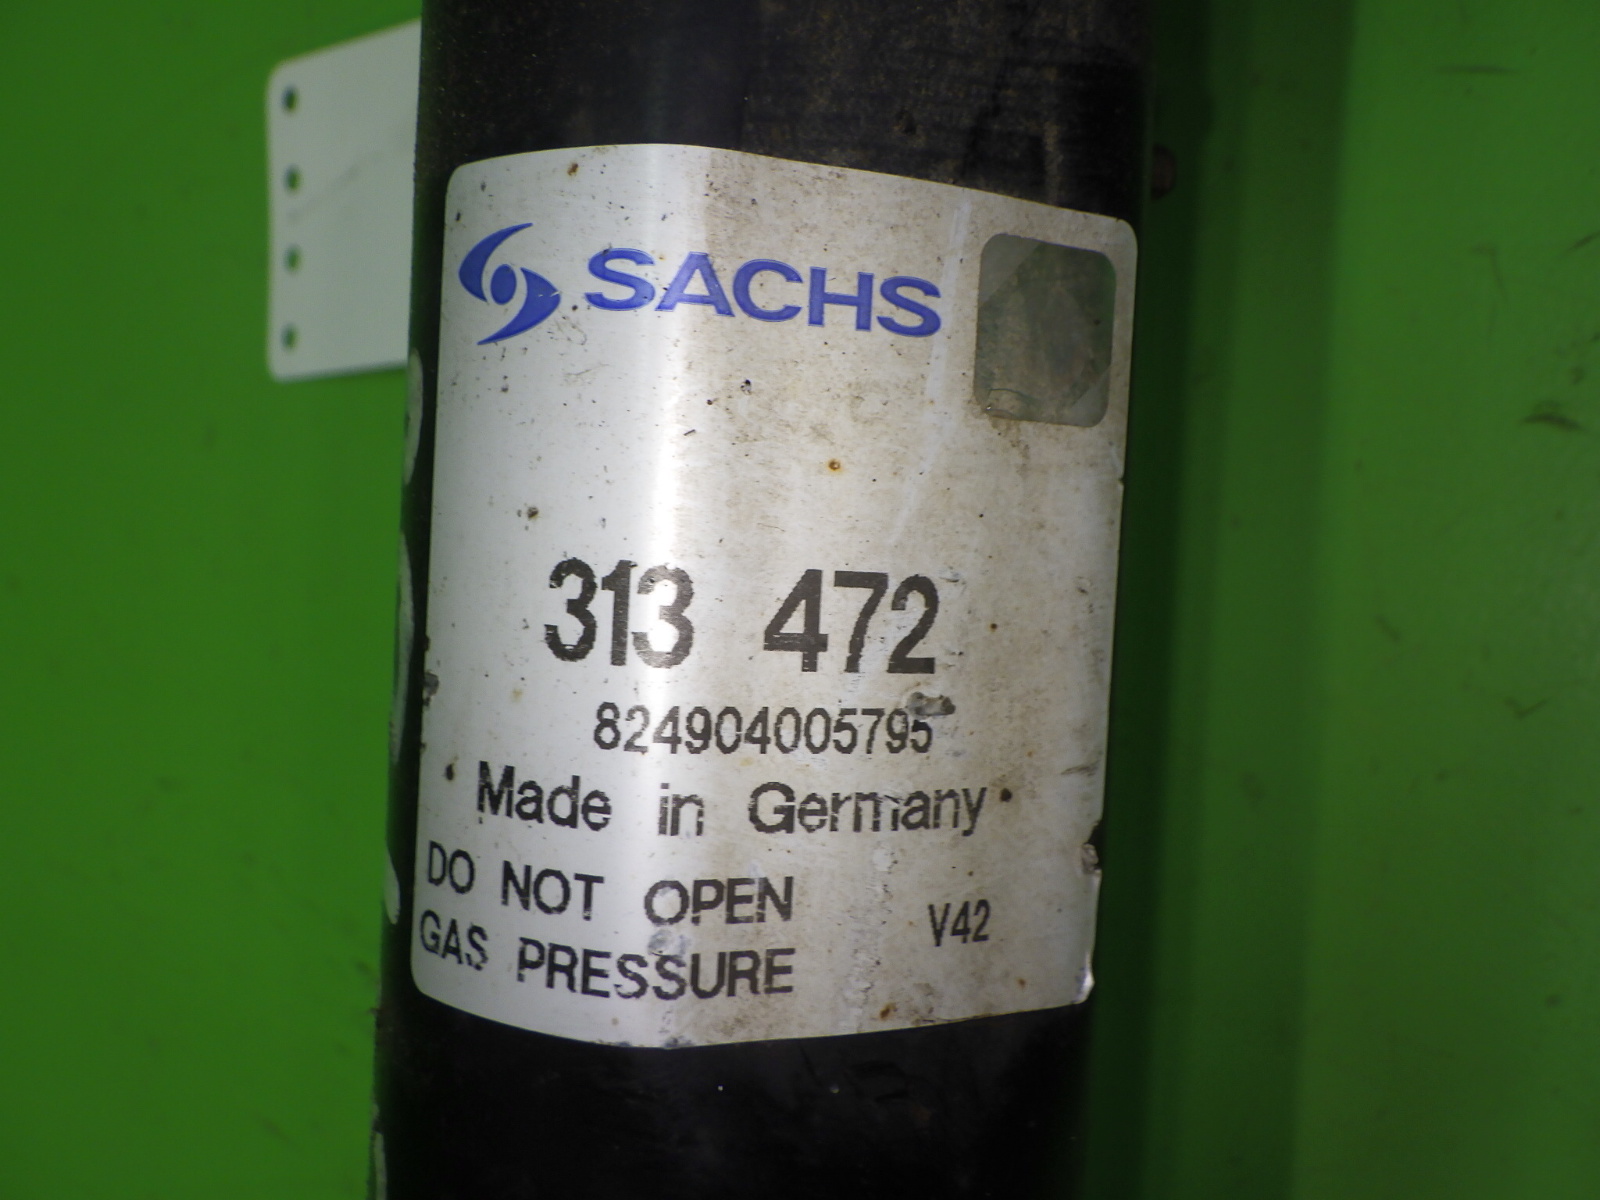 SACHS
313 472
824904005795
Made in Germany
DO NOT OPEN
GAS PRESSURE
V42